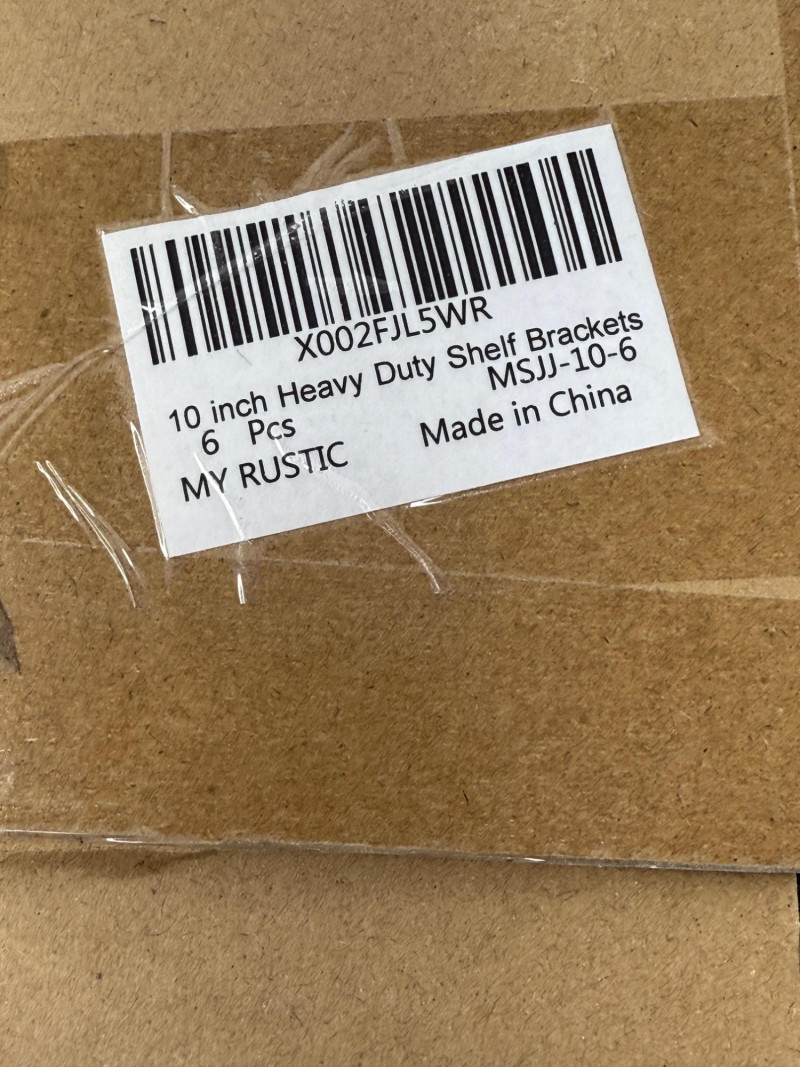 X002FJL5WR
10 inch Heavy Duty Shelf Brackets
6 Pcs MSJJ-10-6
MY RUSTIC Made in China